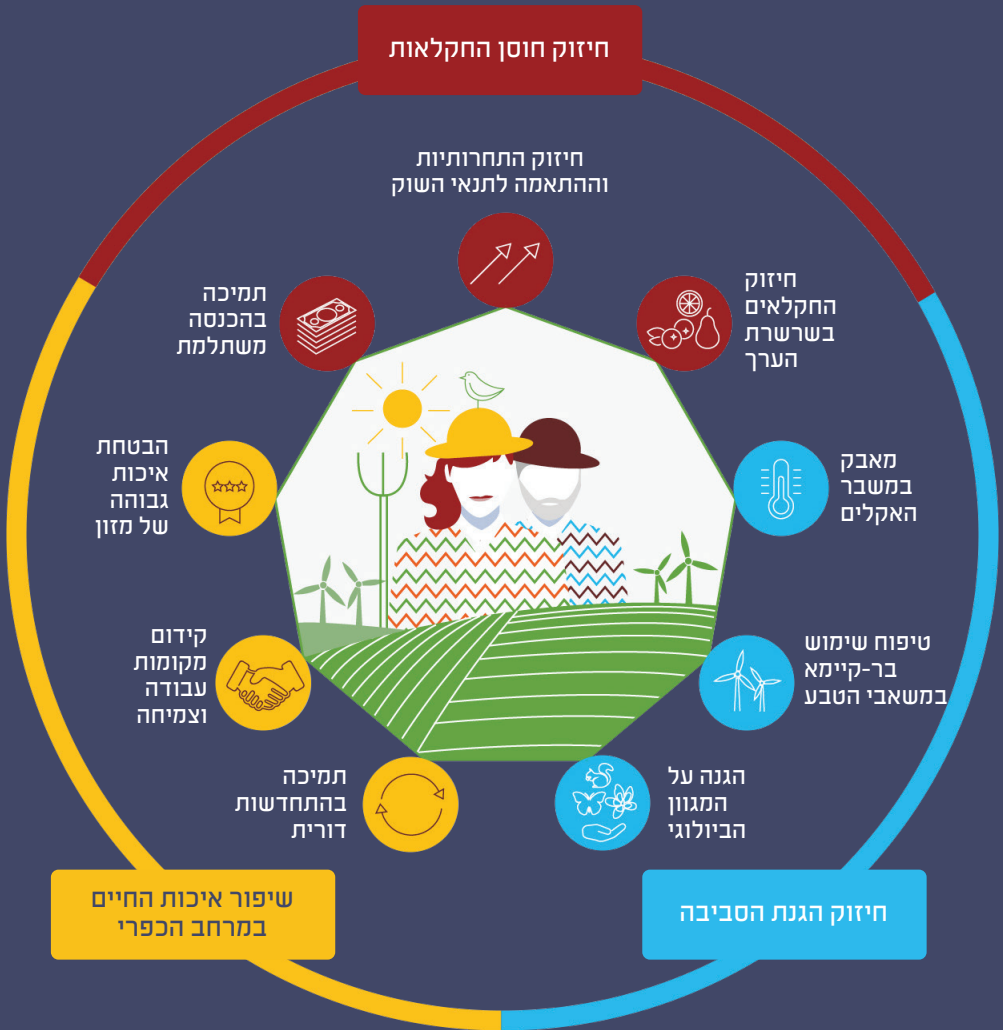 חיזוק חוסן החקלאות
חיזוק התחרותיות
וההתאמה לתנאי השוק
חיזוק
החקלאים
בשרשרת
הערך
תמיכה
בהכנסה
משתלמת
מאבק
במשבר
האקלים
הבטחת
איכות
גבוהה
של מזון
טיפוח שימוש
בר-קיימא
במשאבי הטבע
קידום
מקומות
עבודה
וצמיחה
הגנה על
המגוון
הביולוגי
תמיכה
בהתחדשות
דורית
חיזוק הגנת הסביבה
שיפור איכות החיים
במרחב הכפרי